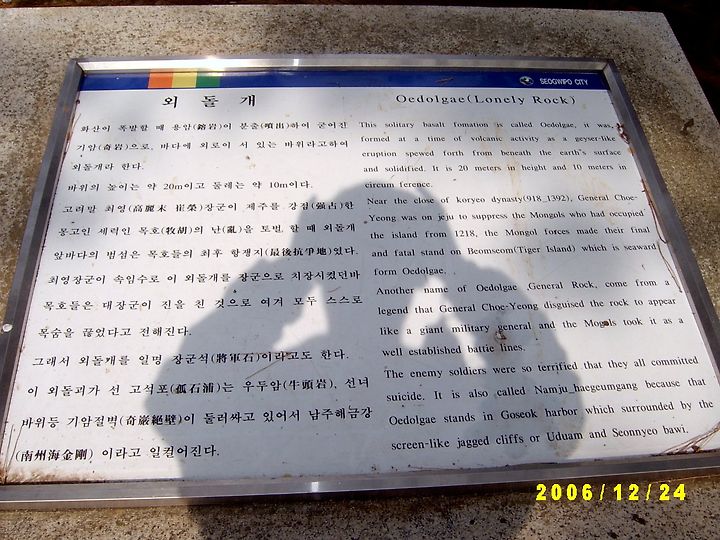 SEOGWIPO CITY
외 돌 개
화산이 폭발할 때 용암(鎔岩)이 분출(噴出)하여 굳어진
기암(奇岩)으로, 바다에 외로이 서 있는 바위라고하여
외돌개라 한다.
바위의 높이는 약 20m이고 둘레는 약 10m이다.
고려말 최영(高麗末 崔榮)장군이 제주를 강점(强占)한
몽고인 세력인 목호(牧胡)의 난(亂)을 토벌 할 때 외돌개
앞바다의 범섬은 목호들의 최후 항쟁지(最後抗爭地)였다.
최영장군이 속임수로 이 외돌개를 장군으로 치장시켰던바
목호들은 대장군이 진을 친 것으로 여겨 모두 스스로
목숨을 끊었다고 전해진다.
그래서 외돌개를 일명 장군석(將軍石)이라고도 한다.
이 외돌괴가 선 고석포(孤石浦)는 우두암(牛頭岩), 선녀
바위등 기암절벽(奇巖絶壁)이 둘러싸고 있어서 남주해금강
(南州海金剛) 이라고 일컬어진다.
Oedolgae(Lonely Rock)
This solitary basalt fomation is called Oedolgae, it was
formed at a time of volcanic activity as a geyser-like
eruption spewed forth from beneath the earth's surface
and solidified. It is 20 meters in height and 10 meters in
circum ference.
Near the close of koryeo dynasty(918_1392), General Choe-
Yeong was on jeju to suppress the Mongols who had occupied
the island from 1218, the Mongol forces made their final
and fatal stand on Beomseom(Tiger Island) which is seaward
form Oedolgae.
Another name of Oedolgae ,General Rock, come from a
legend that General Choe-Yeong disguised the rock to appear
like a giant military general and the Mogols took it as a
well established battie lines.
The enemy soldiers were so terrified that they all committed
suicide. It is also called Namju_haegeumgang because that
Oedolgae stands in Goseok harbor which surrounded by the
screen-like jagged cliffs or Uduam and Seonnyeo bawi.
2006/12/24